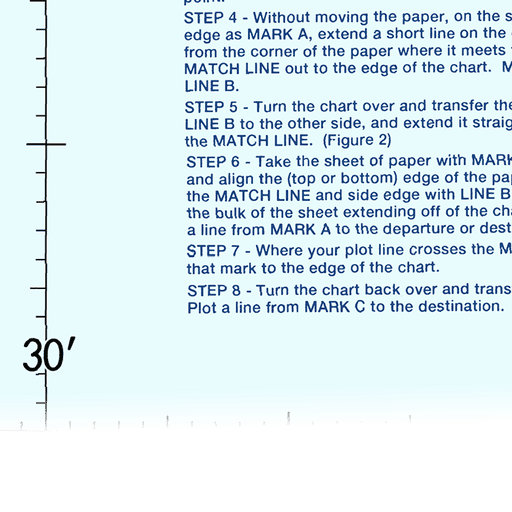 STEP 4 - Without moving the paper, on the
edge as MARK A, extend a short line on the
from the corner of the paper where it meets
MATCH LINE out to the edge of the chart.
LINE B.
STEP 5 - Turn the chart over and transfer the
LINE B to the other side, and extend it
the MATCH LINE. (Figure 2)
STEP 6 - Take the sheet of paper with MARK
and align the (top or bottom) edge of the
the MATCH LINE and side edge with LINE B
the bulk of the sheet extending off of the
a line from MARK A to the departure or
STEP 7 - Where your plot line crosses the
that mark to the edge of the chart.
STEP 8 - Turn the chart back over and
Plot a line from MARK C to the destination.
30'